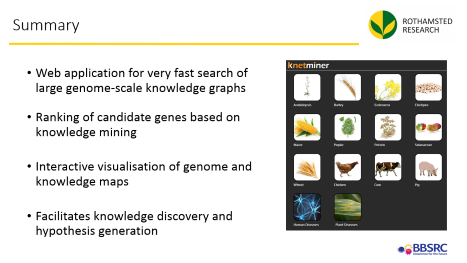 Summary
ROTHAMSTED
RESEARCH
• Web application for very fast search of
large genome-scale knowledge graphs
• Ranking of candidate genes based on
knowledge mining
• Interactive visualisation of genome and
knowledge maps
• Facilitates knowledge discovery and
hypothesis generation
knetminer
Arabidopsis Barley Brassica Chickpea
Maize Poplar Potato Solanaceae
Wheat Chicken Cow Pig
Human Diseases Plant Diseases
BBSRC